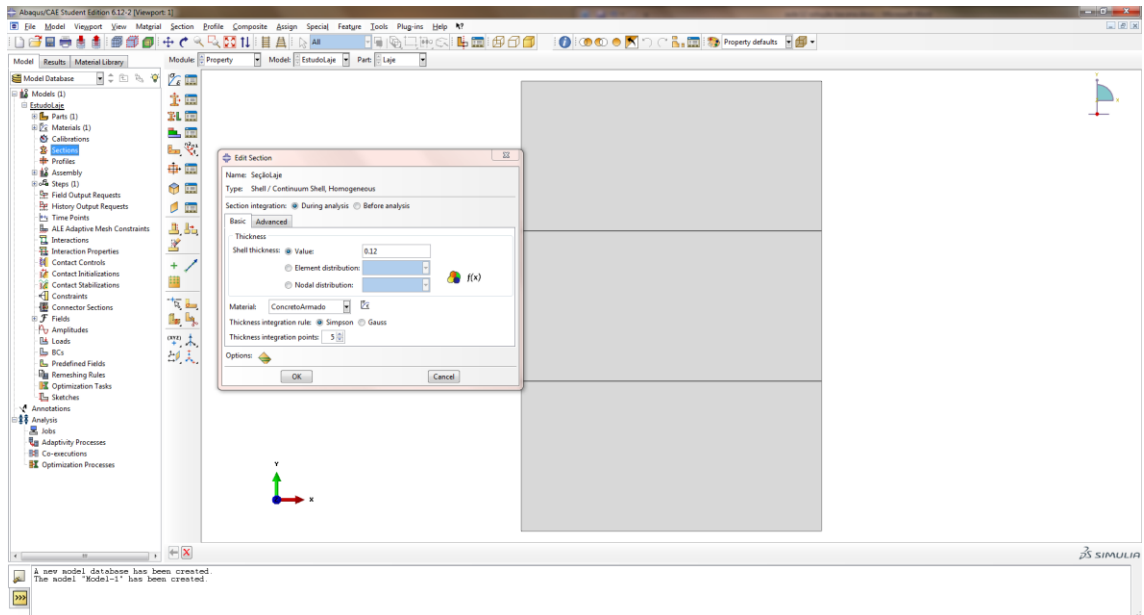 Abaqus/CAE Student Edition 6.12-2 [Viewport: 1]
File Model Viewport View Material Section Profile Composite Assign Special Feature Tools Plug-ins Help
All
Property defaults
Model Results Material Library
Module: Property Model: EstudoLaje Part: Laje
Model Database
Models (1)
EstudoLaje
Parts (1)
Materials (1)
Calibrations
Sections
Profiles
Assembly
Steps (1)
Field Output Requests
History Output Requests
Time Points
ALE Adaptive Mesh Constraints
Interactions
Interaction Properties
Contact Controls
Contact Initializations
Contact Stabilizations
Constraints
Connector Sections
Fields
Amplitudes
Loads
BCs
Predefined Fields
Remeshing Rules
Optimization Tasks
Sketches
Annotations
Analysis
Jobs
Adaptivity Processes
Co-executions
Optimization Processes
Edit Section
Name: SeçãoLaje
Type: Shell / Continuum Shell, Homogeneous
Section integration: During analysis Before analysis
Basic Advanced
Thickness
Shell thickness: Value: 0.12
Element distribution:
f(x)
Nodal distribution:
Material: ConcretoArmado
Thickness integration rule: Simpson Gauss
Thickness integration points: 5
Options:
OK Cancel
Y
X
Y
X
SIMULIA
A new model database has been created.
The model "Model-1" has been created.
>>>